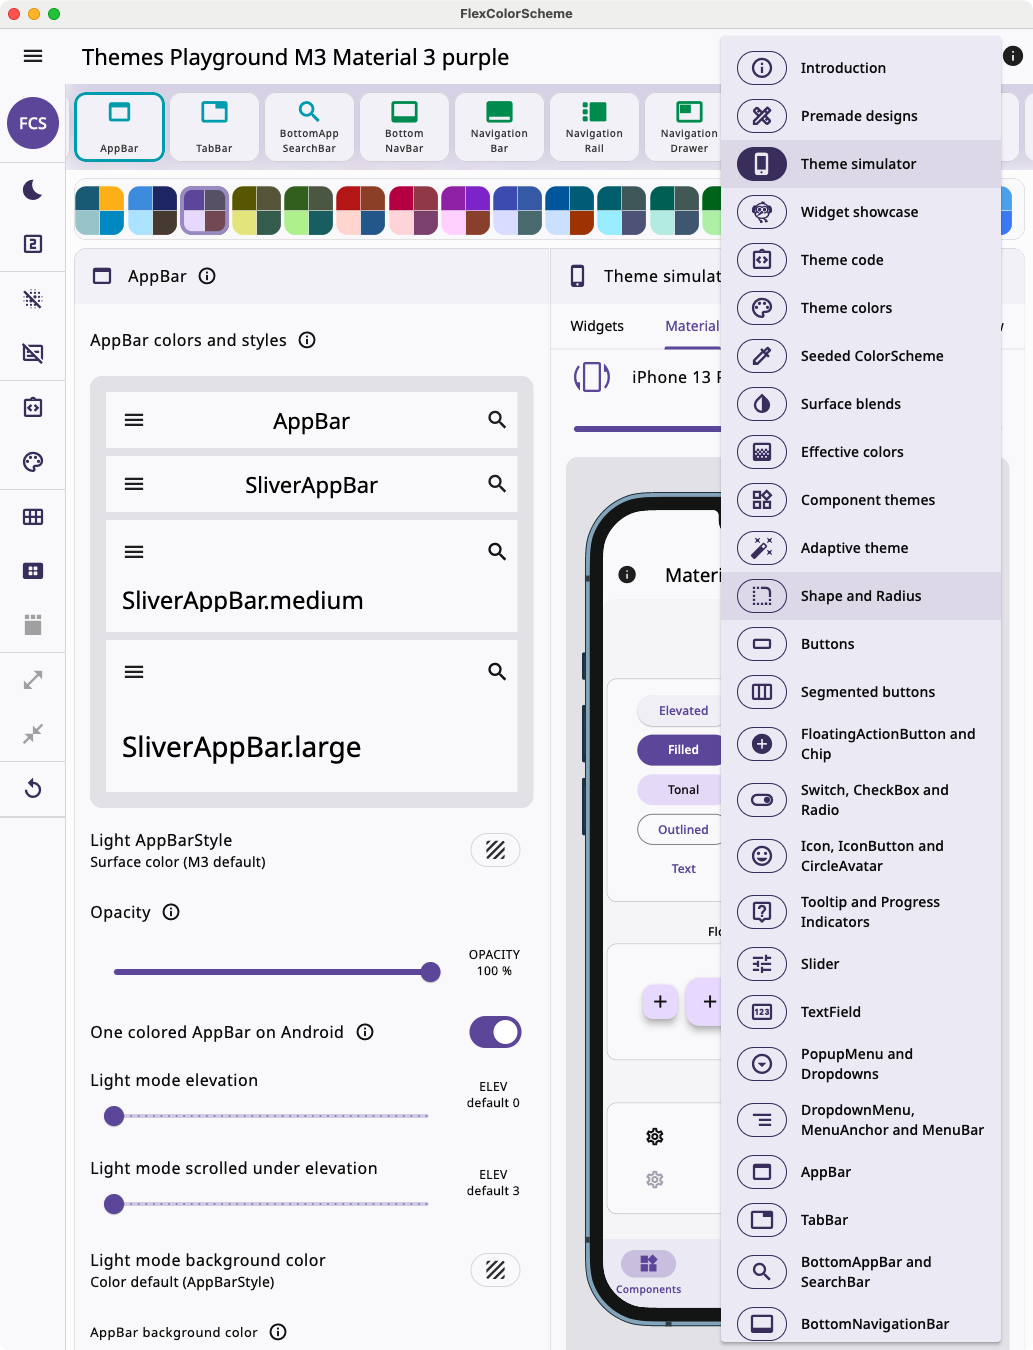 FlexColorScheme
Themes Playground M3 Material 3 purple
FCS
AppBar
TabBar
BottomApp
SearchBar
Bottom
NavBar
Navigation
Bar
Navigation
Rail
Navigation
Drawer
AppBar
AppBar colors and styles
AppBar
SliverAppBar
SliverAppBar.medium
SliverAppBar.large
Light AppBarStyle
Surface color (M3 default)
Opacity
OPACITY
100 %
One colored AppBar on Android
Light mode elevation
ELEV
default 0
Light mode scrolled under elevation
ELEV
default 3
Light mode background color
Color default (AppBarStyle)
AppBar background color
Theme simulat
Widgets
Material
iPhone 13
Materi
Elevated
Filled
Tonal
Outlined
Text
Flo
Components
Introduction
Premade designs
Theme simulator
Widget showcase
Theme code
Theme colors
Seeded ColorScheme
Surface blends
Effective colors
Component themes
Adaptive theme
Shape and Radius
Buttons
Segmented buttons
FloatingActionButton and
Chip
Switch, CheckBox and
Radio
Icon, IconButton and
CircleAvatar
Tooltip and Progress
Indicators
Slider
123
TextField
PopupMenu and
Dropdowns
DropdownMenu,
MenuAnchor and MenuBar
AppBar
TabBar
BottomAppBar and
SearchBar
BottomNavigationBar